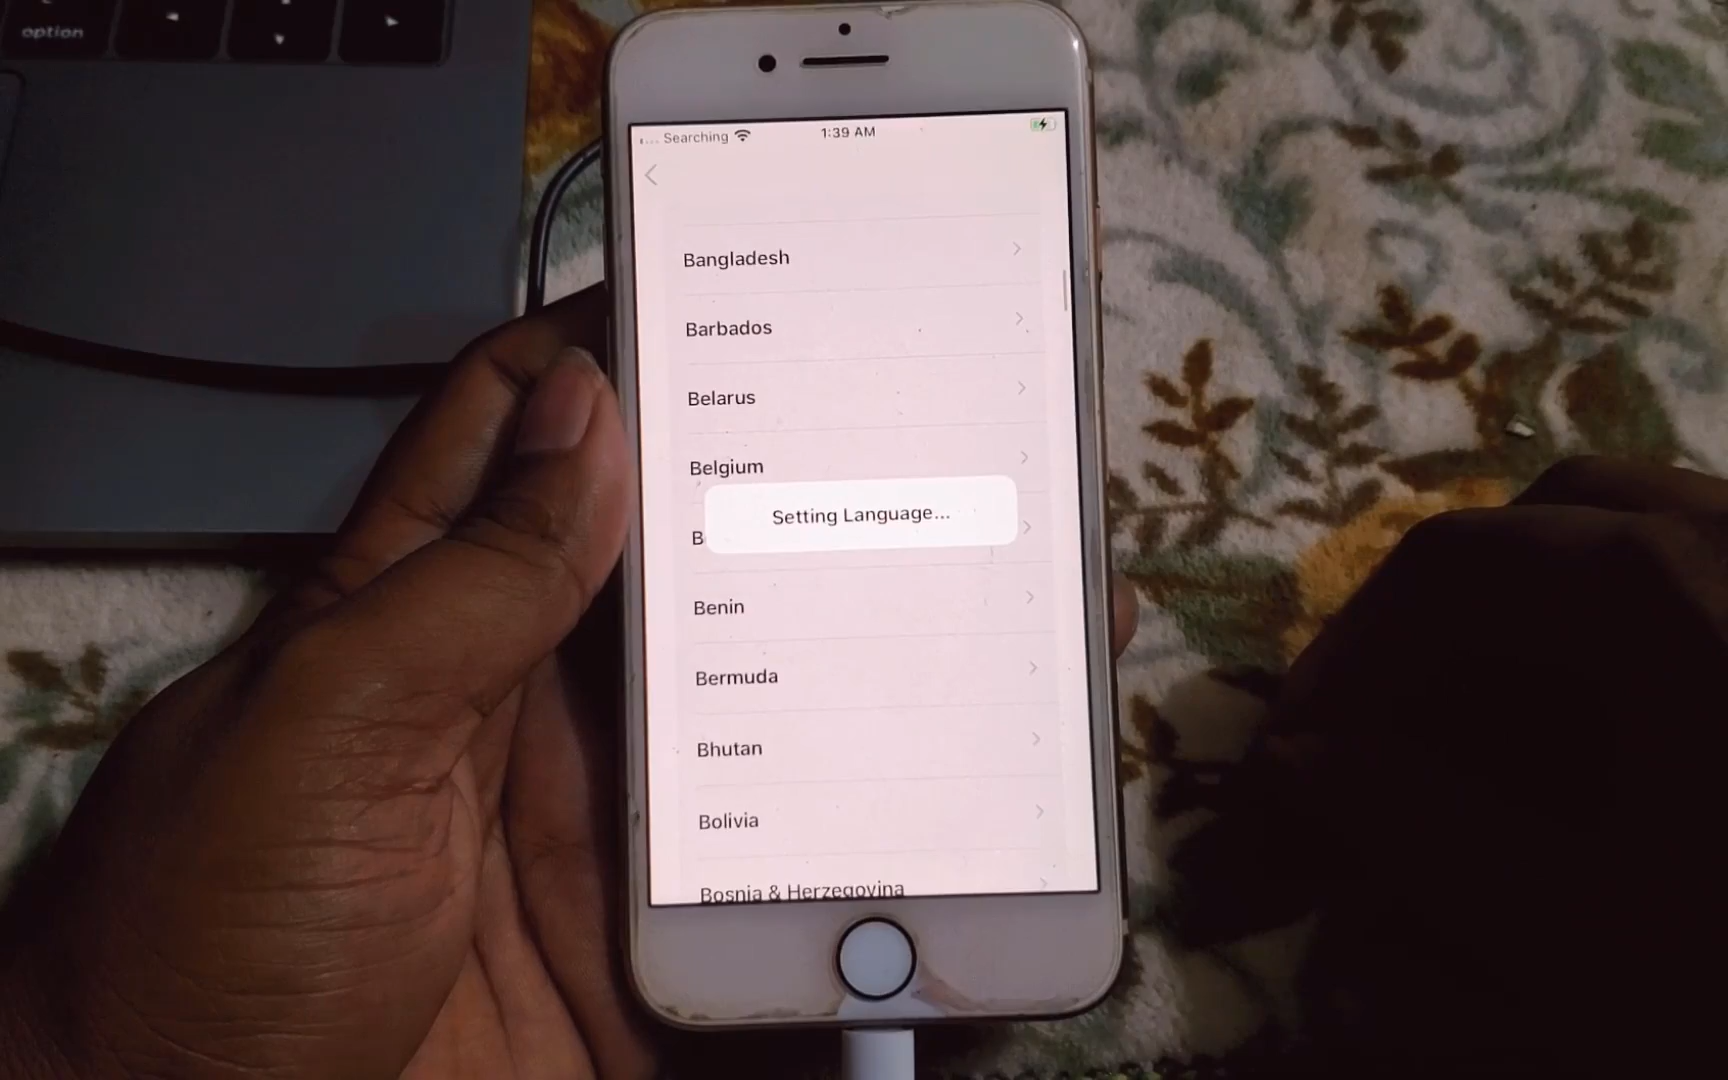 option
Searching 1:39 AM
Bangladesh
Barbados
Belarus
Belgium
B
Setting Language...
Benin
Bermuda
Bhutan
Bolivia
Bosnia & Herzegovina